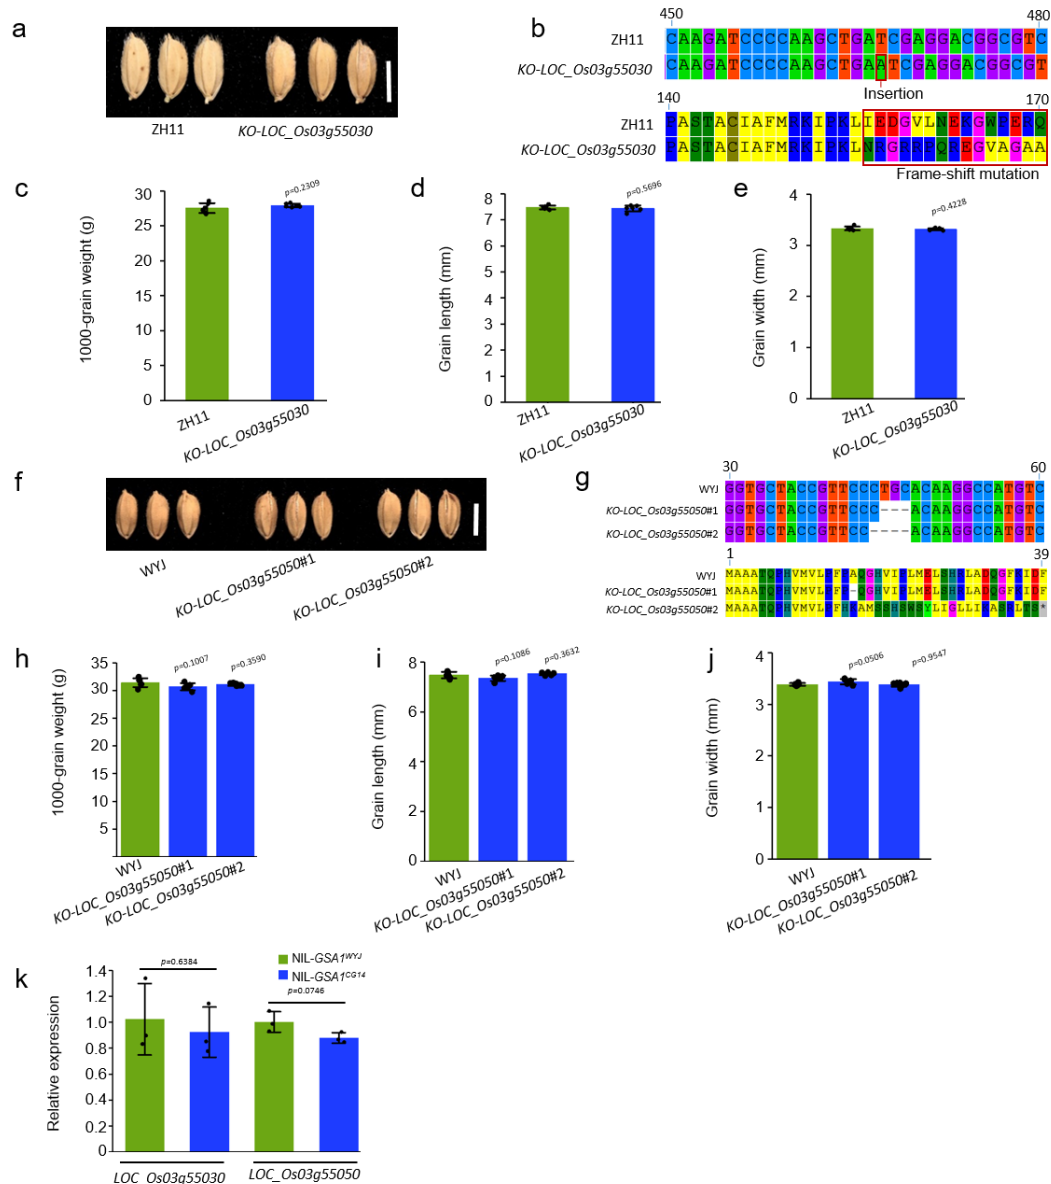 a
ZH11
KO-LOC_Os03g55030
b
450
480
ZH11
CAAGATCCCCAAGCTGATCGAGGACGGCGTC
KO-LOC_Os03g55030
CAAGATCCCCAAGCTGAATCGAGGACGGCGT
Insertion
140
170
ZH11
PASTACIAFMRKIPKLIEDGVLNEKGWPERQ
KO-LOC_Os03g55030
PASTACIAFMRKIPKLNRGRRPQREGVAGAA
Frame-shift mutation
c
1000-grain weight (g)
30
25
20
15
10
5
0
p=0.2309
ZH11
KO-LOC_Os03g55030
d
Grain length (mm)
8
7
6
5
4
3
2
1
0
p=0.5696
ZH11
KO-LOC_Os03g55030
e
Grain width (mm)
4
3
2
1
0
p=0.4228
ZH11
KO-LOC_Os03g55030
f
WYJ
KO-LOC_Os03g55050#1
KO-LOC_Os03g55050#2
g
30
60
WYJ
GGTGCTACCGTTCCCTGCACAAGGCCATGTC
KO-LOC_Os03g55050#1
GGTGCTACCGTTCCC---ACAAGGCCATGTC
KO-LOC_Os03g55050#2
GGTGCTACCGTTCC----ACAAGGCCATGTC
1
39
WYJ
KO-LOC_Os03g55050#1
KO-LOC_Os03g55050#2
h
1000-grain weight (g)
35
30
25
20
15
10
5
p=0.1007
p=0.3590
WYJ
KO-LOC_Os03g55050#1
KO-LOC_Os03g55050#2
i
Grain length (mm)
8
6
4
2
0
p=0.1086
p=0.3632
WYJ
KO-LOC_Os03g55050#1
KO-LOC_Os03g55050#2
j
Grain width (mm)
4
3
2
1
0
p=0.0506
p=0.9547
WYJ
KO-LOC_Os03g55050#1
KO-LOC_Os03g55050#2
k
Relative expression
1.4
1.2
1.0
0.8
0.6
0.4
0.2
0
p=0.6384
NIL-GSA1WYJ
NIL-GSA1CG14
p=0.0746
LOC_Os03g55030
LOC_Os03g55050